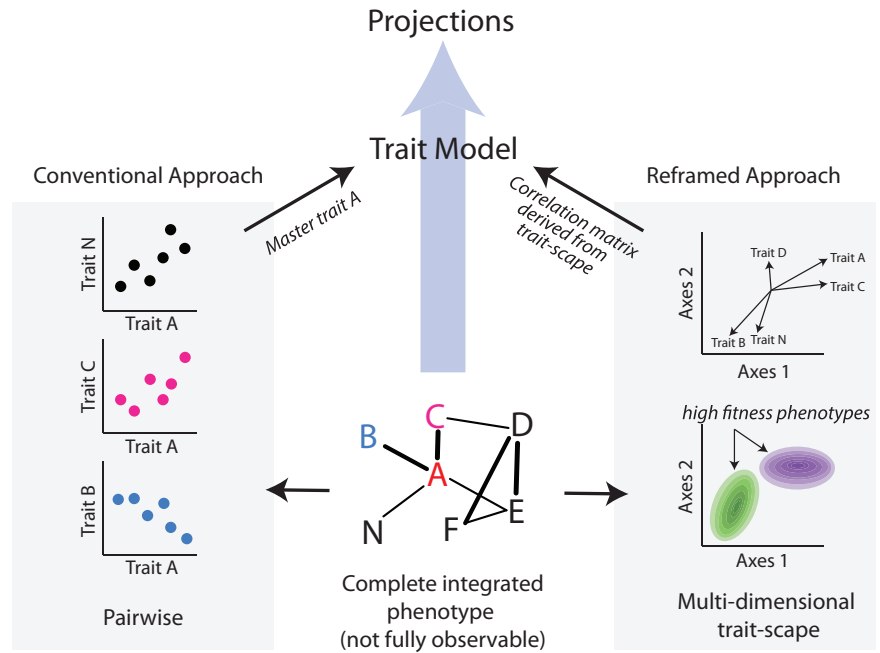 Projections
Trait Model
Conventional Approach
Master trait A
Trait N
Trait A
Trait C
Trait A
Trait B
Trait A
Pairwise
B
C
D
A
N
F
E
Complete integrated
phenotype
(not fully observable)
Reframed Approach
Correlation matrix
derived from
trait-scape
Axes 2
Trait D
Trait A
Trait C
Trait B
Trait N
Axes 1
high fitness phenotypes
Axes 2
Axes 1
Multi-dimensional
trait-scape